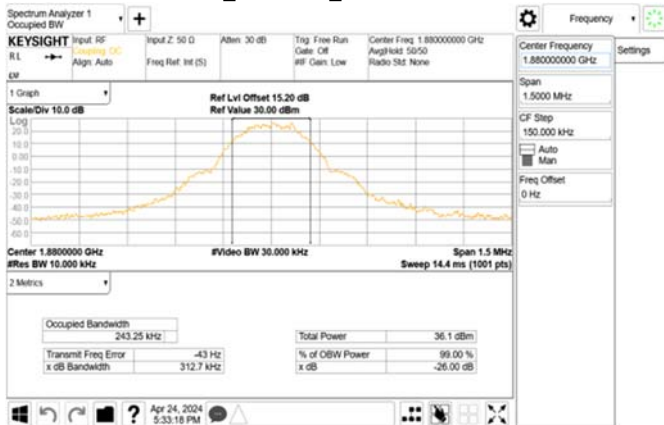 Spectrum Analyzer 1
Occupied BW
Frequency
KEYSIGHT
Input: RF
Coupling: DC
Align: Auto
Input Z: 50 Ω
Freq Ref: Int (S)
Atten: 30 dB
Trig: Free Run
Gate: Off
#IF Gain: Low
Center Freq: 1.880000000 GHz
Avg|Hold: 50/50
Radio Std: None
RL
Center Frequency
1.880000000 GHz
Settings
Span
1.5000 MHz
CF Step
150.000 kHz
Auto
Man
Freq Offset
0 Hz
1 Graph
Scale/Div 10.0 dB
Ref Lvl Offset 15.20 dB
Ref Value 30.00 dBm
Log
20.0
10.0
0.00
-10.0
-20.0
-30.0
-40.0
-50.0
-60.0
Center 1.8800000 GHz
#Res BW 10.000 kHz
#Video BW 30.000 kHz
Span 1.5 MHz
Sweep 14.4 ms (1001 pts)
2 Metrics
Occupied Bandwidth
243.25 kHz
Transmit Freq Error -43 Hz
x dB Bandwidth 312.7 kHz
Total Power 36.1 dBm
% of OBW Power 99.00 %
x dB -26.00 dB
Apr 24, 2024
5:33:18 PM